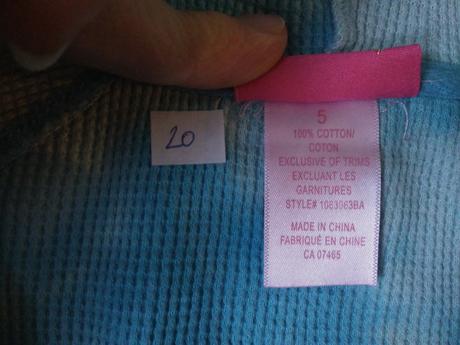 5
100% COTTON/
COTON
EXCLUSIVE OF TRIMS
EXCLUANT LES
GARNITURES
STYLE# 1083063BA
MADE IN CHINA
FABRIQUÉ EN CHINE
CA 07465
20